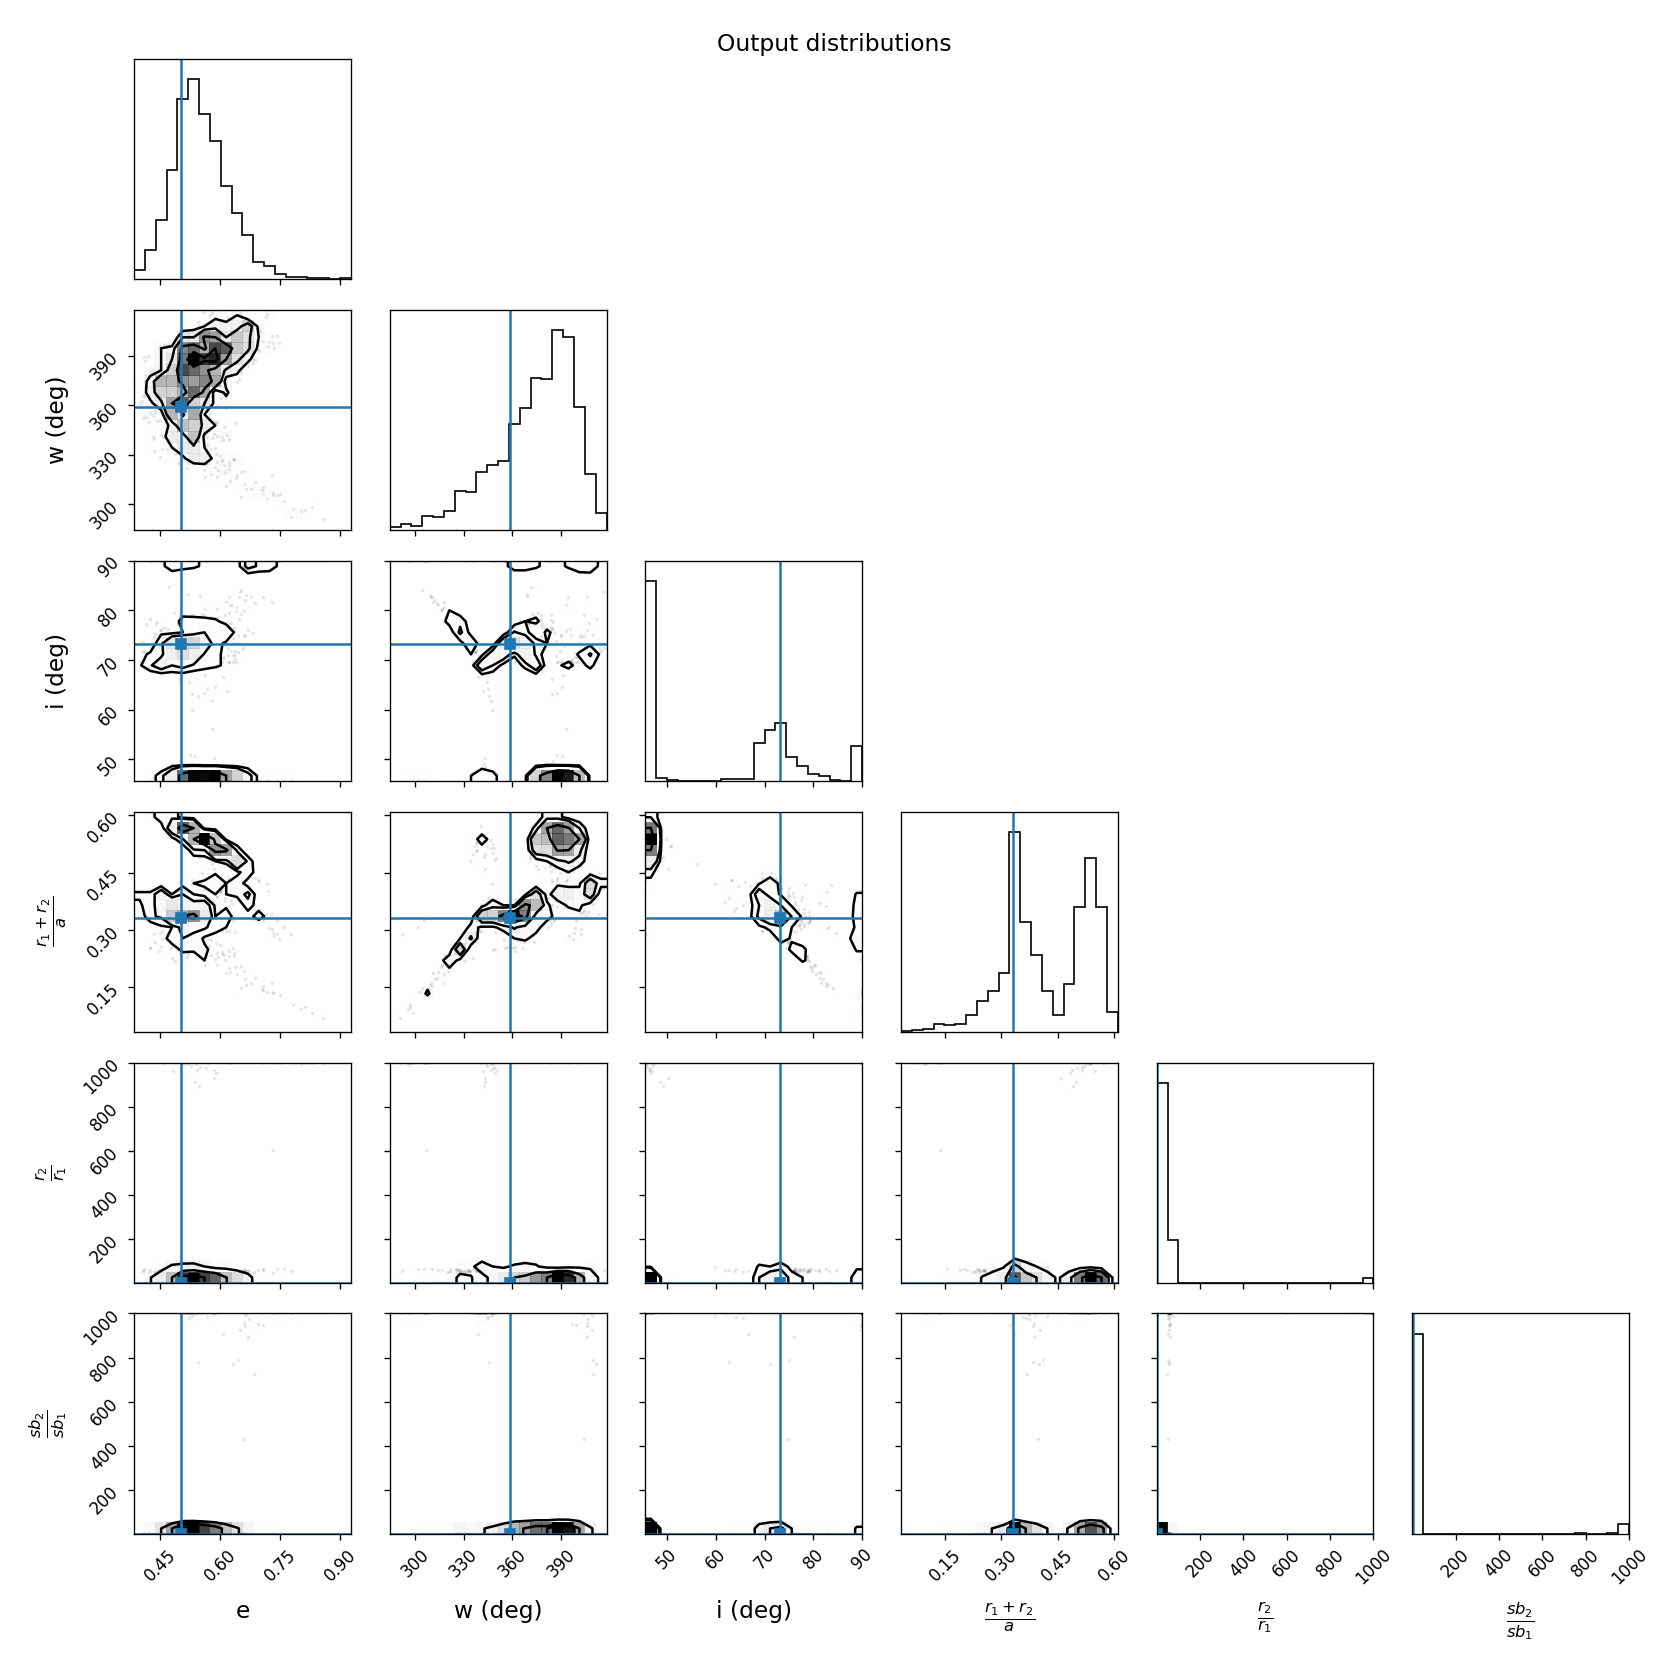 Output distributions
w (deg)
390
360
330
300
i (deg)
90
80
70
60
50
r₁ + r₂
a
0.60
0.45
0.30
0.15
r₂
r₁
1000
800
600
400
200
sb₂
sb₁
1000
800
600
400
200
0.45 0.60 0.75 0.90 300 330 360 390 50 60 70 80 90 0.15 0.30 0.45 0.60 200 400 600 800 1000 200 400 600 800 1000
e w (deg) i (deg) r₁ + r₂ r₂ sb₂
a r₁ sb₁